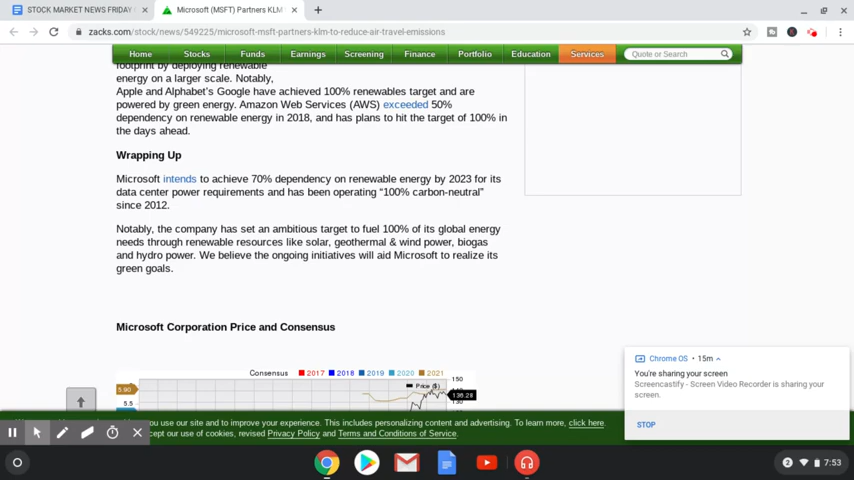 STOCK MARKET NEWS FRIDAY
Microsoft (MSFT) Partners KLM
zacks.com/stock/news/549225/microsoft-msft-partners-klm-to-reduce-air-travel-emissions
Home Stocks Funds Earnings Screening Finance Portfolio Education Services Quote or Search
footprint by deploying renewable
energy on a larger scale. Notably,
Apple and Alphabet's Google have achieved 100% renewables target and are
powered by green energy. Amazon Web Services (AWS) exceeded 50%
dependency on renewable energy in 2018, and has plans to hit the target of 100% in
the days ahead.
Wrapping Up
Microsoft intends to achieve 70% dependency on renewable energy by 2023 for its
data center power requirements and has been operating “100% carbon-neutral”
since 2012.
Notably, the company has set an ambitious target to fuel 100% of its global energy
needs through renewable resources like solar, geothermal & wind power, biogas
and hydro power. We believe the ongoing initiatives will aid Microsoft to realize its
green goals.
Microsoft Corporation Price and Consensus
Consensus 2017 2018 2019 2020 2021
Price ($)
150
5.90
136.28
5.5
130
Chrome OS • 15m
You're sharing your screen
Screencastify - Screen Video Recorder is sharing your
screen.
STOP
you use our site and to improve your experience. This includes personalizing content and advertising. To learn more, click here.
cept our use of cookies, revised Privacy Policy and Terms and Conditions of Service.
2 7:53